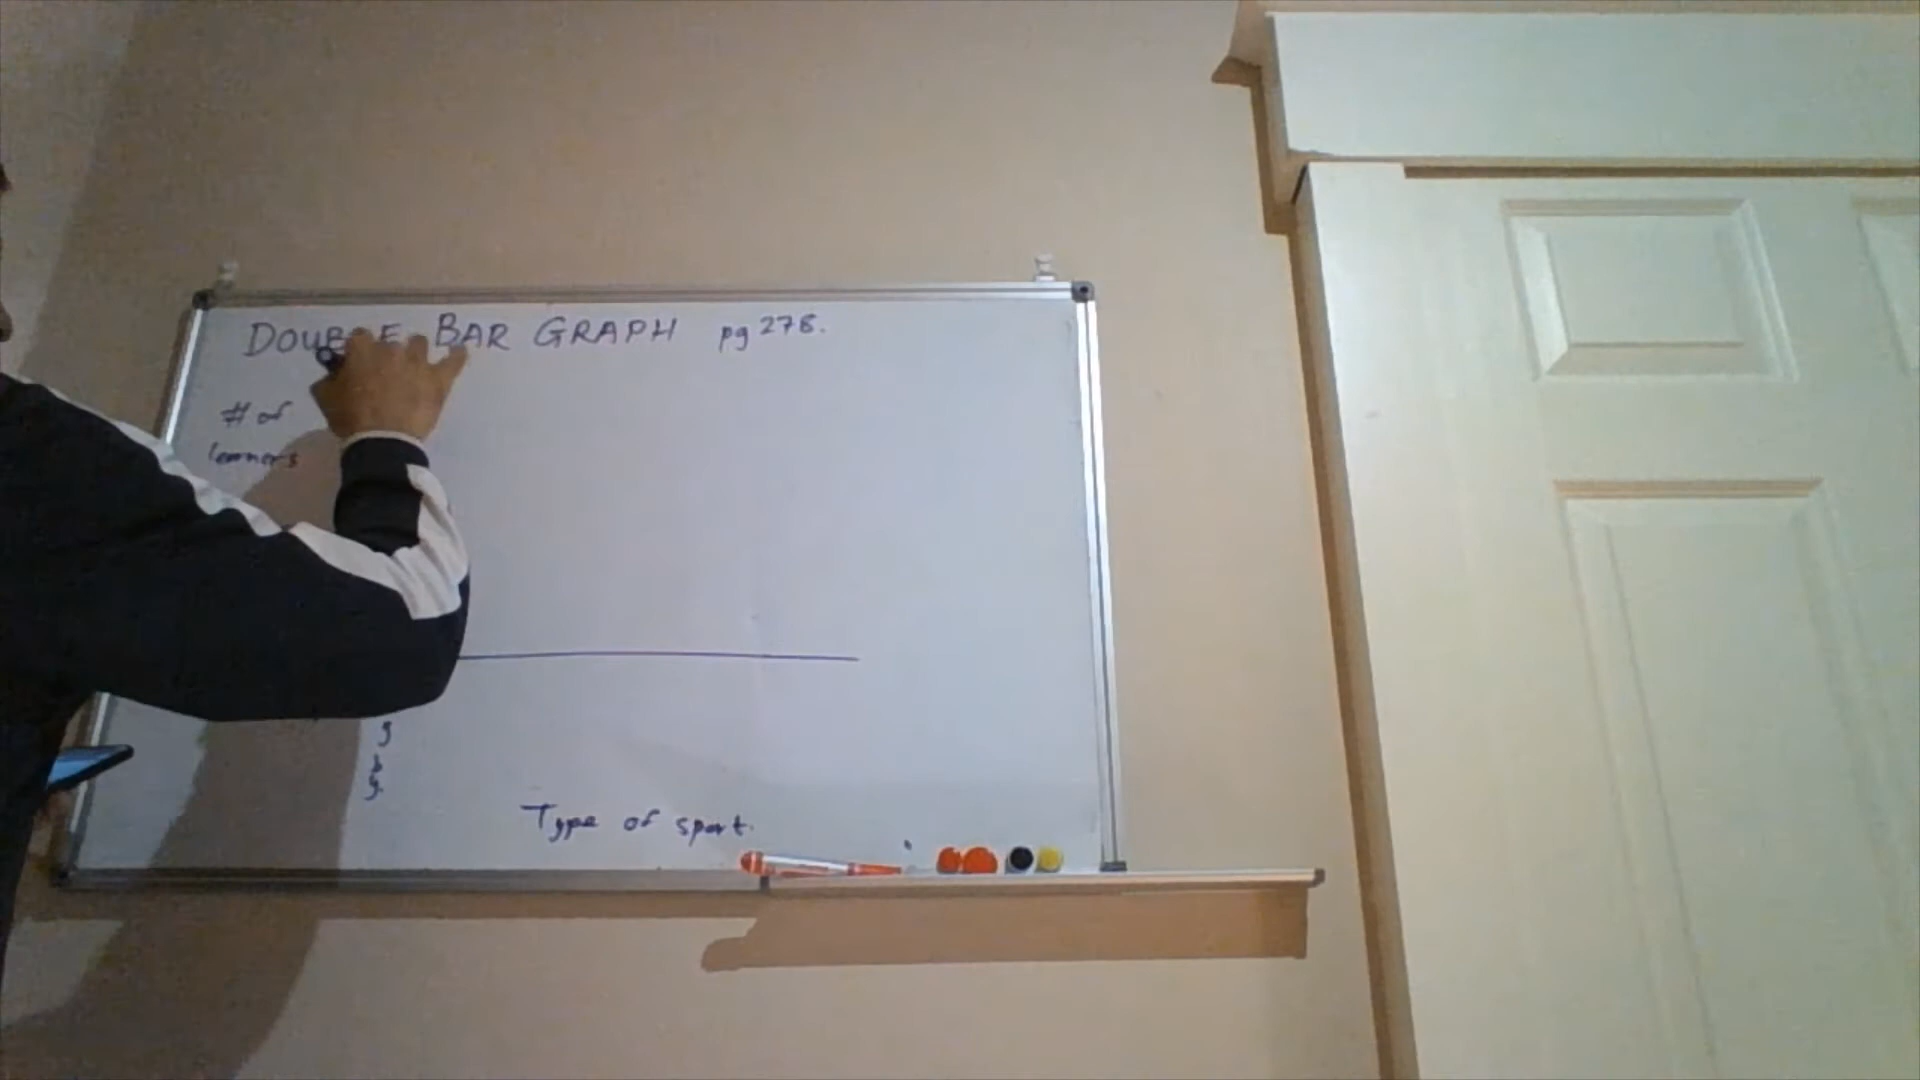 DOUBLE BAR GRAPH pg 278.
# of
learners
g
b
g.
Type of sport.